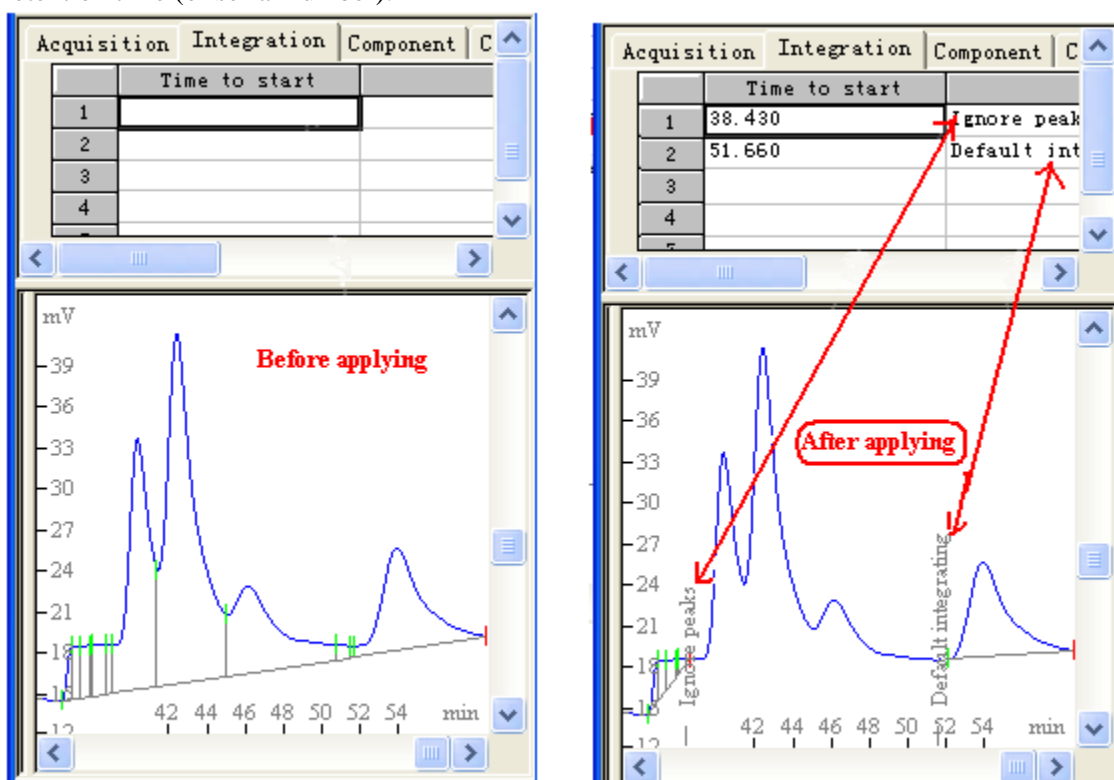 Acquisition Integration Component C
Time to start
1
2
3
4
mV
39
36
33
30
27
24
21
18
12
42 44 46 48 50 52 54 min
Before applying
Acquisition Integration Component C
Time to start
1 38.430 Ignore peak
2 51.660 Default int
3
4
mV
39
36
33
30
27
24
21
18
12
42 44 46 48 50 52 54 min
After applying
Ignore peaks
Default integrating